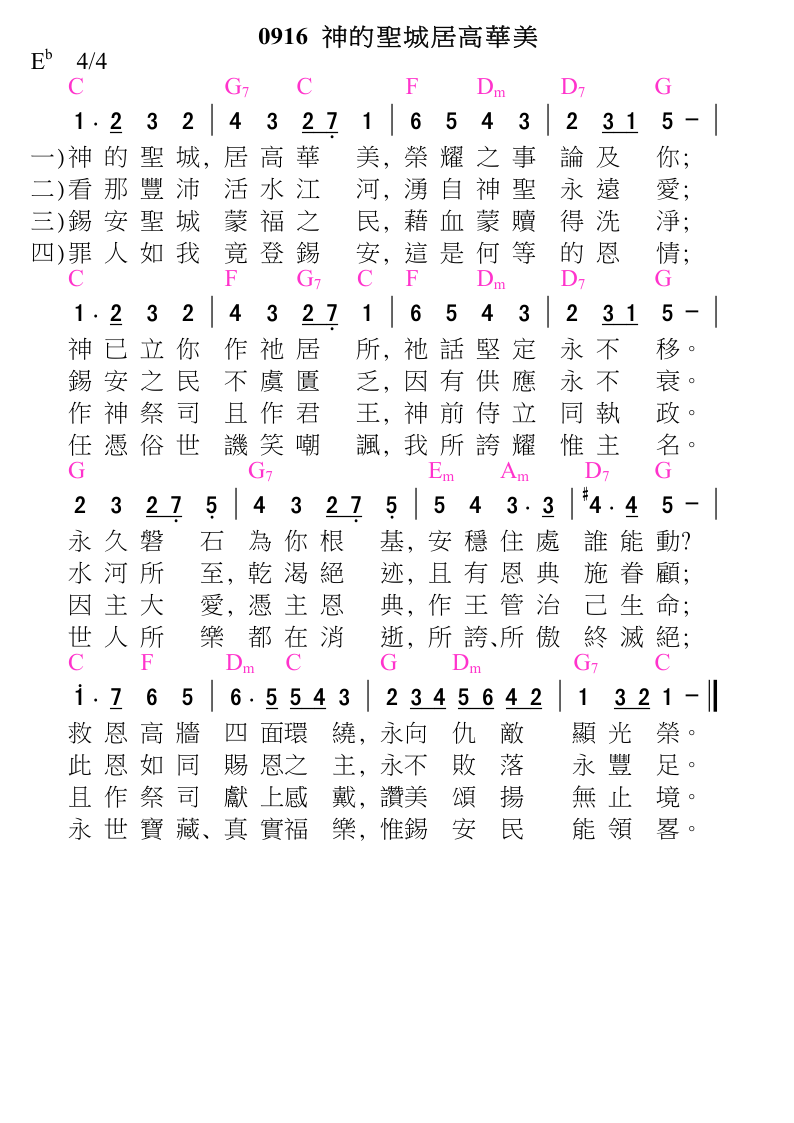 0916 神的聖城居高華美
E♭ 4/4
C G7 C F Dm D7 G
1 . 2 3 2 | 4 3 2 7 1 | 6 5 4 3 | 2 3 1 5 − |
一)神的聖城, 居高華美, 榮耀之事論及你;
二)看那豐沛活水江河, 湧自神聖永遠愛;
三)錫安聖城蒙福之民, 藉血蒙贖得洗淨;
四)罪人如我竟登錫安, 這是何等的恩情;
C F G7 C F Dm D7 G
1 . 2 3 2 | 4 3 2 7 1 | 6 5 4 3 | 2 3 1 5 − |
神已立你作祂居所, 祂話堅定永不移。
錫安之民不虞匱乏, 因有供應永不衰。
作神祭司且作君王, 神前侍立同執政。
任憑俗世譏笑嘲諷, 我所誇耀惟主名。
G G7 Em Am D7 G
2 3 2 7 5 | 4 3 2 7 5 | 5 4 3 . 3 | #4 . 4 5 − |
永久磐石為你根基, 安穩住處誰能動?
水河所至, 乾渴絕迹, 且有恩典施眷顧;
因主大愛, 憑主恩典, 作王管治己生命;
世人所樂都在消逝, 所誇、所傲終滅絕;
C F Dm C G Dm G7 C
1 . 7 6 5 | 6 . 5 5 4 3 | 2 3 4 5 6 4 2 | 1 3 2 1 − ‖
救恩高牆四面環繞, 永向仇敵顯光榮。
此恩如同賜恩之主, 永不敗落永豐足。
且作祭司獻上感戴, 讚美頌揚無止境。
永世寶藏、真實福樂, 惟錫安民能領畧。